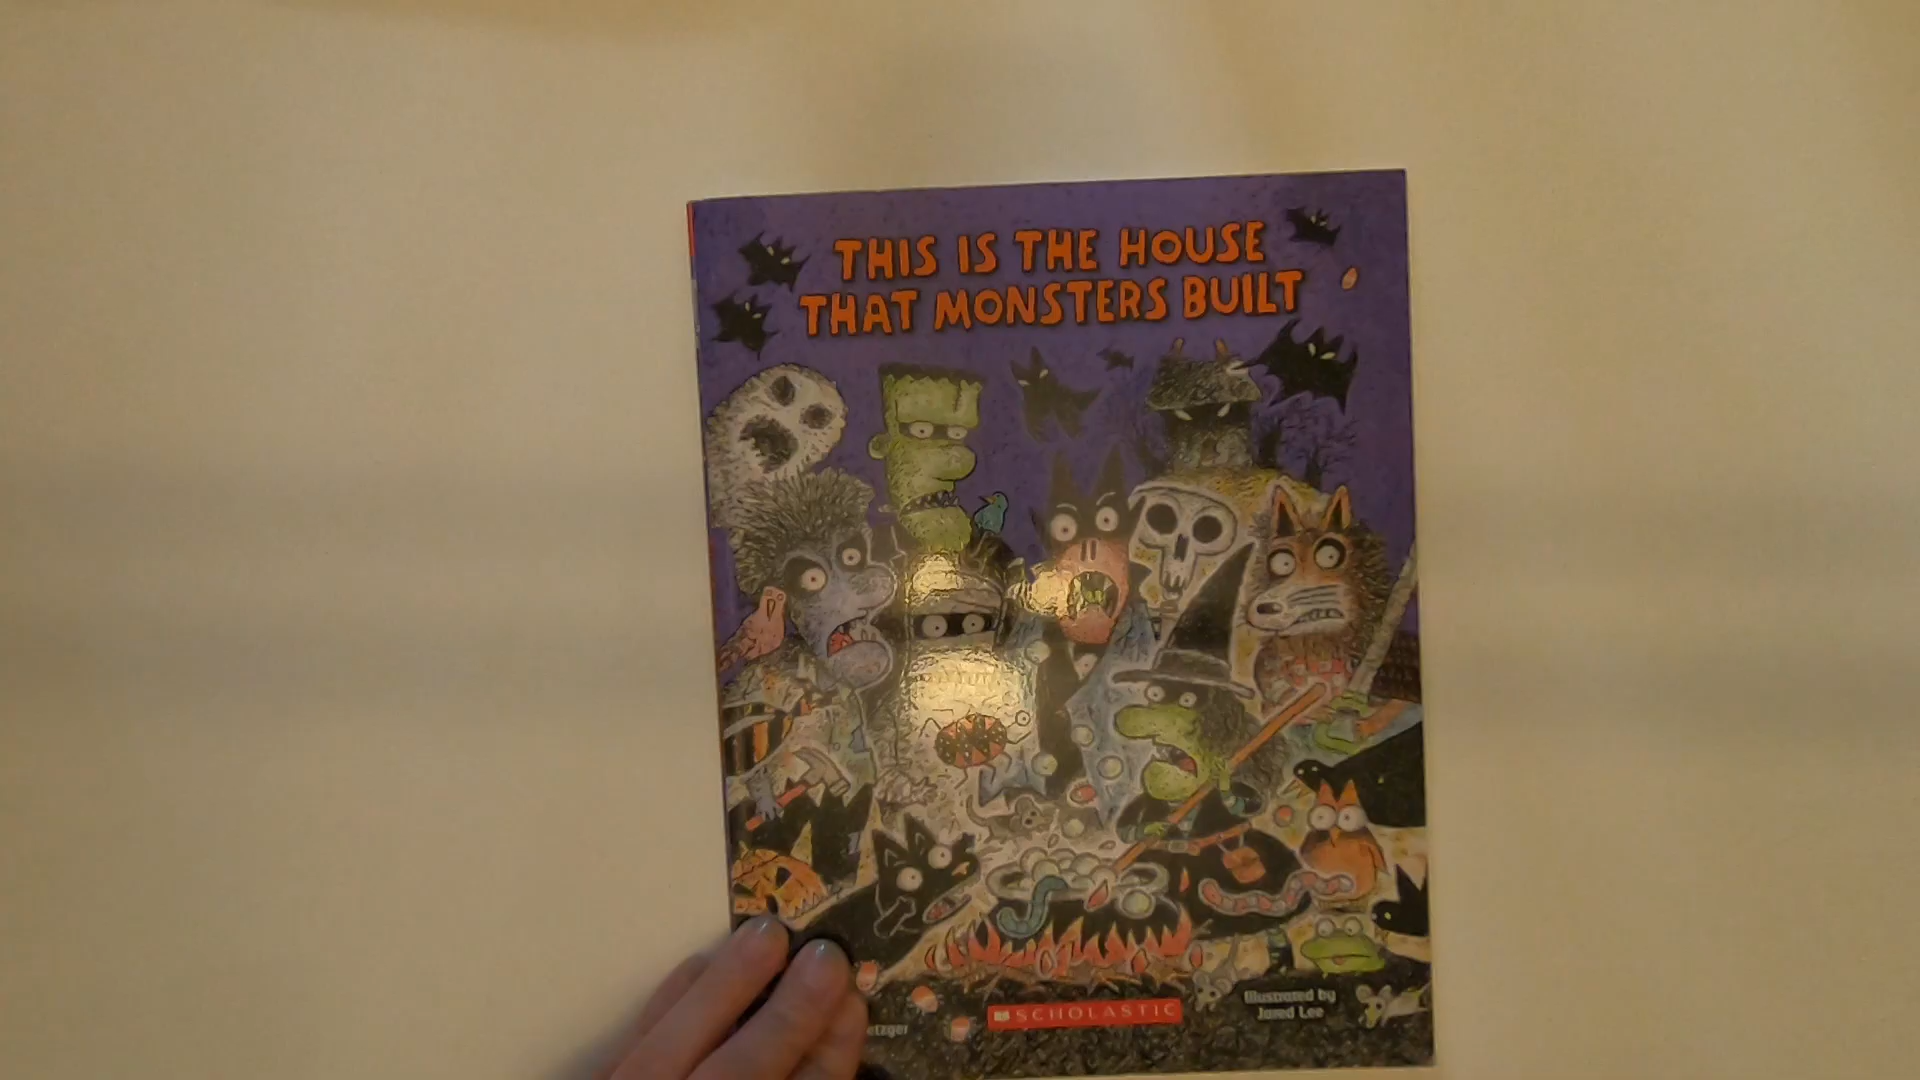 THIS IS THE HOUSE
THAT MONSTERS BUILT
SCHOLASTIC
Illustrated by
Jared Lee